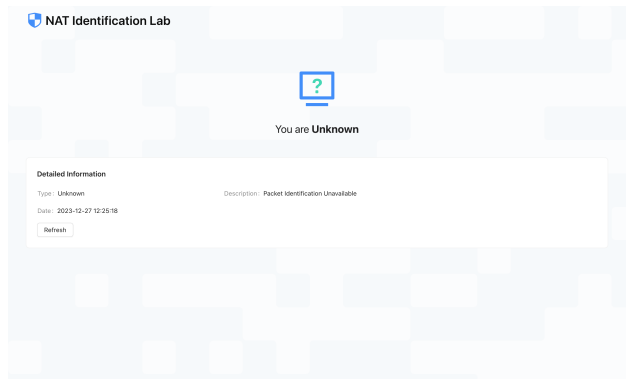 NAT Identification Lab
?
You are Unknown
Detailed Information
Type : Unknown
Description : Packet Identification Unavailable
Date : 2023-12-27 12:25:18
Refresh